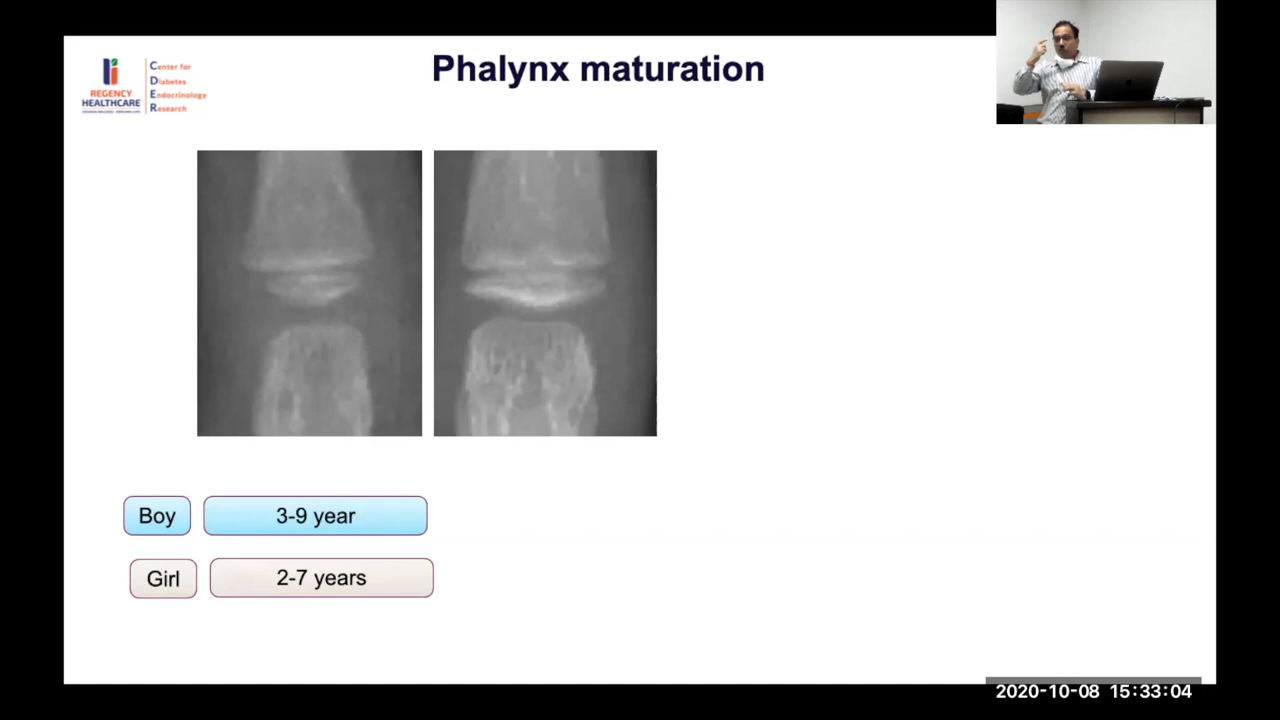 Phalynx maturation
REGENCY
HEALTHCARE
Center for
Diabetes
Endocrinology
Research
Boy
3-9 year
Girl
2-7 years
2020-10-08 15:33:04